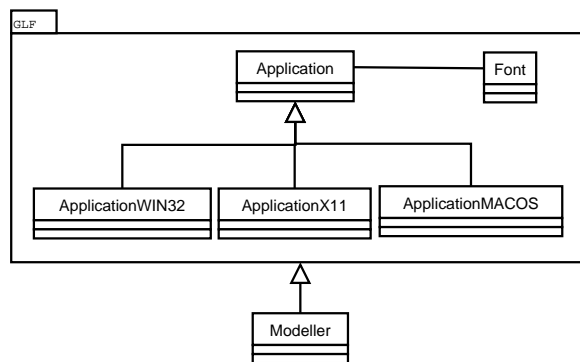 GLF
Application
Font
ApplicationWIN32
ApplicationX11
ApplicationMACOS
Modeller